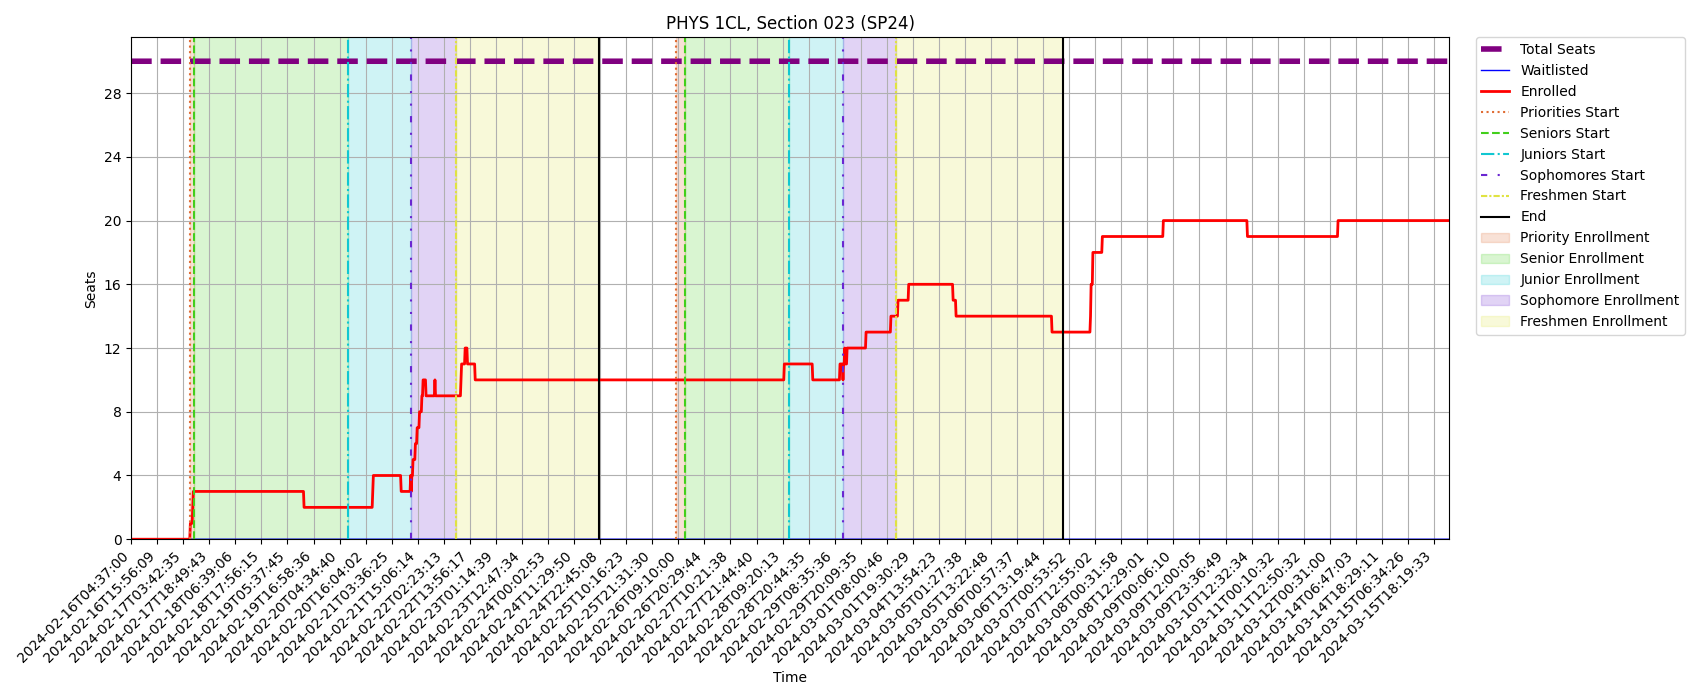 PHYS 1CL, Section 023 (SP24)
Seats
28
24
20
16
12
8
4
0
2024-02-16T04:37:00
2024-02-16T15:56:09
2024-02-17T03:42:35
2024-02-17T18:49:43
2024-02-18T06:39:06
2024-02-18T17:56:15
2024-02-19T05:37:45
2024-02-19T16:58:36
2024-02-20T04:34:40
2024-02-20T16:04:02
2024-02-21T03:36:25
2024-02-21T15:06:14
2024-02-22T02:23:13
2024-02-22T13:56:17
2024-02-23T01:14:39
2024-02-23T12:47:34
2024-02-24T00:02:53
2024-02-24T11:29:50
2024-02-24T22:45:08
2024-02-25T10:16:23
2024-02-25T21:31:30
2024-02-26T09:10:00
2024-02-26T20:29:44
2024-02-27T10:21:38
2024-02-27T21:44:40
2024-02-28T09:20:13
2024-02-28T20:44:35
2024-02-29T08:35:36
2024-02-29T20:09:35
2024-03-01T08:00:46
2024-03-01T19:30:29
2024-03-04T13:54:23
2024-03-05T01:27:38
2024-03-05T13:22:48
2024-03-06T00:57:37
2024-03-06T13:19:44
2024-03-07T00:53:52
2024-03-07T12:55:02
2024-03-08T00:31:58
2024-03-08T12:29:01
2024-03-09T00:06:10
2024-03-09T12:00:05
2024-03-09T23:36:49
2024-03-10T12:32:34
2024-03-11T00:10:32
2024-03-11T12:50:32
2024-03-12T00:31:00
2024-03-14T06:47:03
2024-03-14T18:29:11
2024-03-15T06:34:26
2024-03-15T18:19:33
Time
Total Seats
Waitlisted
Enrolled
Priorities Start
Seniors Start
Juniors Start
Sophomores Start
Freshmen Start
End
Priority Enrollment
Senior Enrollment
Junior Enrollment
Sophomore Enrollment
Freshmen Enrollment